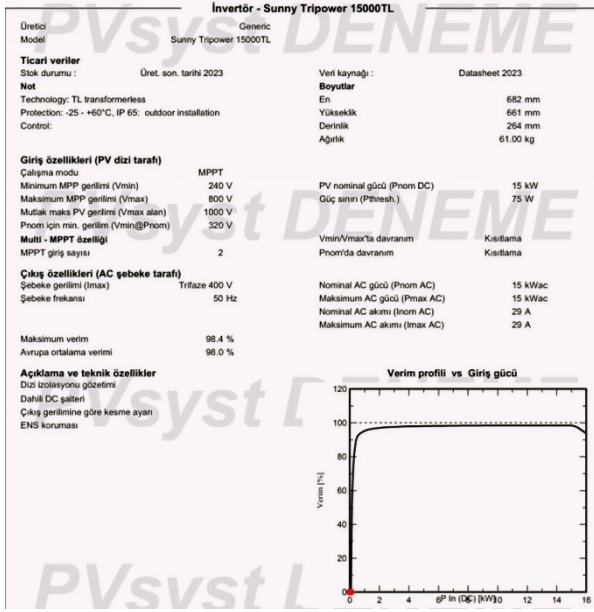 İnvertör - Sunny Tripower 15000TL
Üretici Generic
Model Sunny Tripower 15000TL
Ticari veriler
Stok durumu : Üret. son. tarihi 2023
Veri kaynağı : Datasheet 2023
Not
Technology: TL transformerless
Protection: -25 - +60°C, IP 65: outdoor installation
Control:
Boyutlar
En 682 mm
Yükseklik 661 mm
Derinlik 264 mm
Ağırlık 61.00 kg
Giriş özellikleri (PV dizi tarafı)
Çalışma modu MPPT
Minimum MPP gerilimi (Vmin) 240 V
Maksimum MPP gerilimi (Vmax) 800 V
Mutlak maks PV gerilimi (Vmax alan) 1000 V
Pnom için min. gerilim (Vmin@Pnom) 320 V
PV nominal gücü (Pnom DC) 15 kW
Güç sınırı (Pthresh.) 75 W
Multi - MPPT özelliği
MPPT giriş sayısı 2
Vmin/Vmax'ta davranım Kısıtlama
Pnom'da davranım Kısıtlama
Çıkış özellikleri (AC şebeke tarafı)
Şebeke gerilimi (Imax) Trifaze 400 V
Şebeke frekansı 50 Hz
Nominal AC gücü (Pnom AC) 15 kWac
Maksimum AC gücü (Pmax AC) 15 kWac
Nominal AC akımı (Inom AC) 29 A
Maksimum AC akımı (Imax AC) 29 A
Maksimum verim 98.4 %
Avrupa ortalama verimi 98.0 %
Açıklama ve teknik özellikler
Dizi izolasyonu gözetimi
Dahili DC şalteri
Çıkış gerilimine göre kesme ayarı
ENS koruması
Verim profili vs Giriş gücü
120
100
80
60
40
20
0
Verim [%]
0 2 4 6 8 10 12 14 16
P In (DC) [kW]
PVsyst DENEME
PVsyst DENEME
PVsyst DENEME
PVsyst DENEME